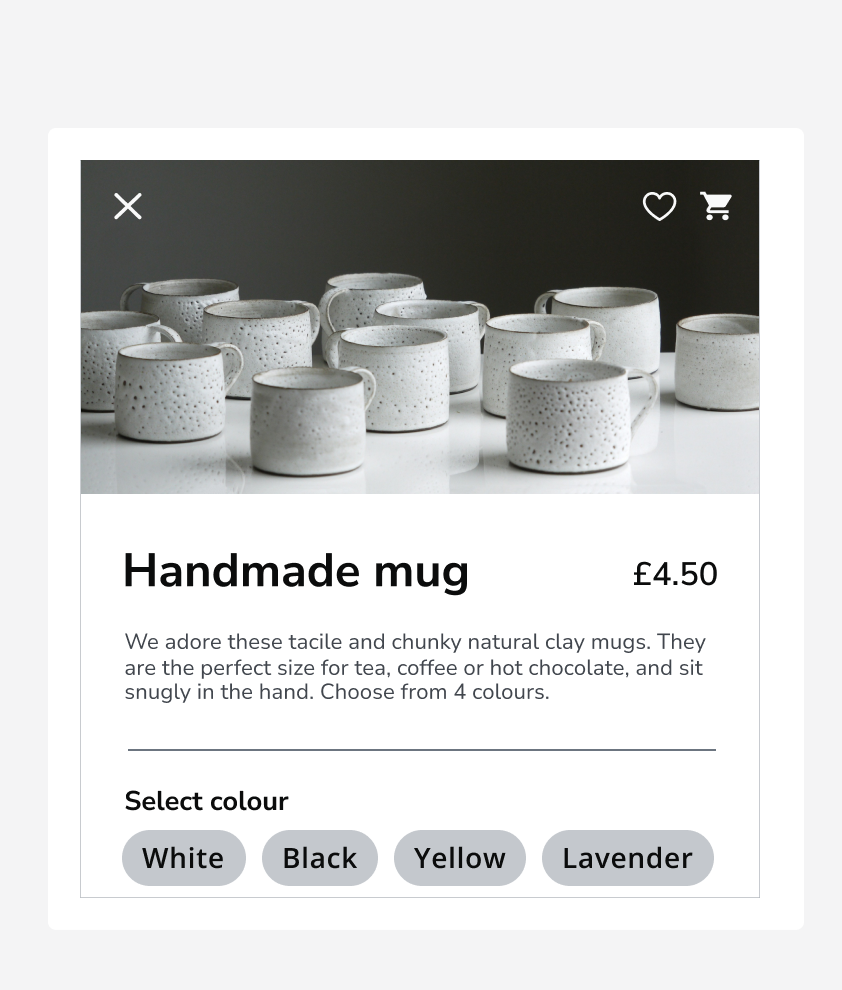 Handmade mug
£4.50
We adore these tacile and chunky natural clay mugs. They
are the perfect size for tea, coffee or hot chocolate, and sit
snugly in the hand. Choose from 4 colours.
Select colour
White Black Yellow Lavender